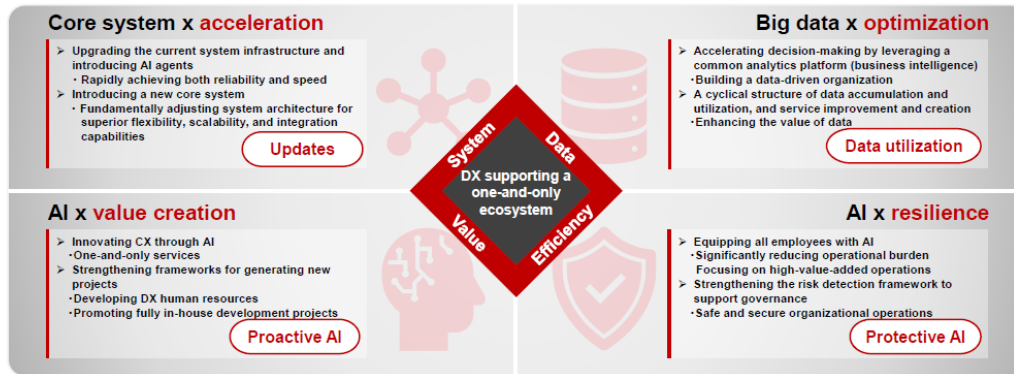 Core system x acceleration
➢ Upgrading the current system infrastructure and
introducing AI agents
・Rapidly achieving both reliability and speed
➢ Introducing a new core system
・Fundamentally adjusting system architecture for
superior flexibility, scalability, and integration
capabilities
Updates
Big data x optimization
➢ Accelerating decision-making by leveraging a
common analytics platform (business intelligence)
・Building a data-driven organization
➢ A cyclical structure of data accumulation and
utilization, and service improvement and creation
・Enhancing the value of data
Data utilization
System
Data
DX supporting a
one-and-only
ecosystem
Value
Efficiency
AI x value creation
➢ Innovating CX through AI
・One-and-only services
➢ Strengthening frameworks for generating new
projects
・Developing DX human resources
・Promoting fully in-house development projects
Proactive AI
AI x resilience
➢ Equipping all employees with AI
・Significantly reducing operational burden
Focusing on high-value-added operations
➢ Strengthening the risk detection framework to
support governance
・Safe and secure organizational operations
Protective AI